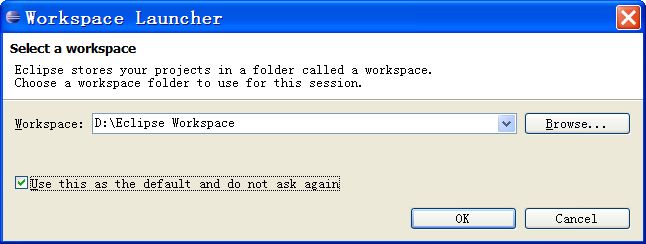 Workspace Launcher
Select a workspace
Eclipse stores your projects in a folder called a workspace.
Choose a workspace folder to use for this session.
Workspace: D:\Eclipse Workspace Browse...
Use this as the default and do not ask again
OK Cancel